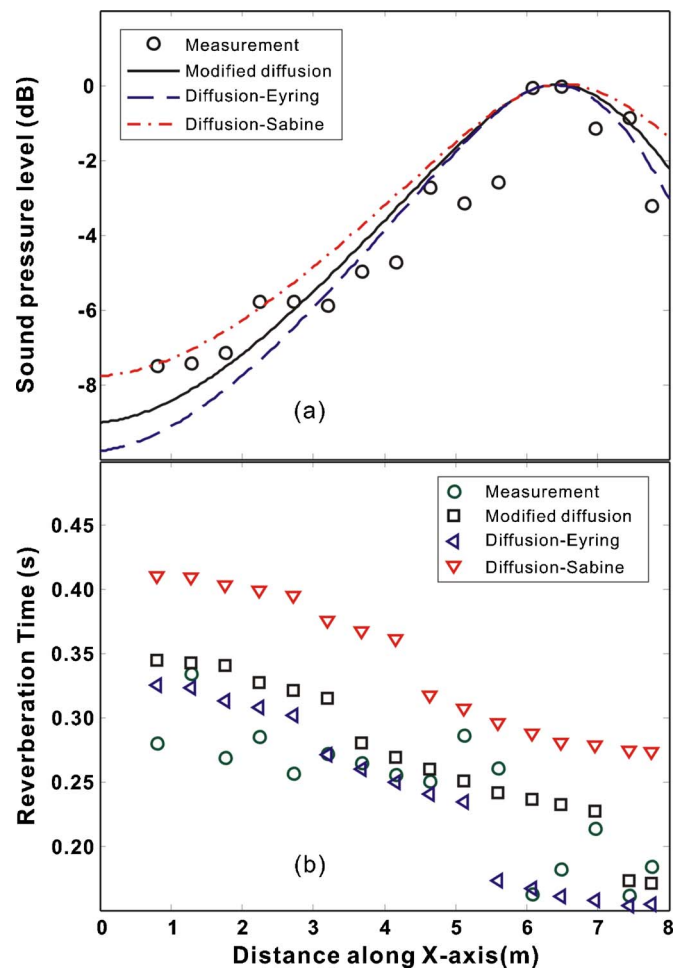 Sound pressure level (dB)
0
-2
-4
-6
-8
Measurement
Modified diffusion
Diffusion-Eyring
Diffusion-Sabine
(a)
Reverberation Time (s)
0.45
0.40
0.35
0.30
0.25
0.20
Measurement
Modified diffusion
Diffusion-Eyring
Diffusion-Sabine
(b)
0 1 2 3 4 5 6 7 8
Distance along X-axis(m)